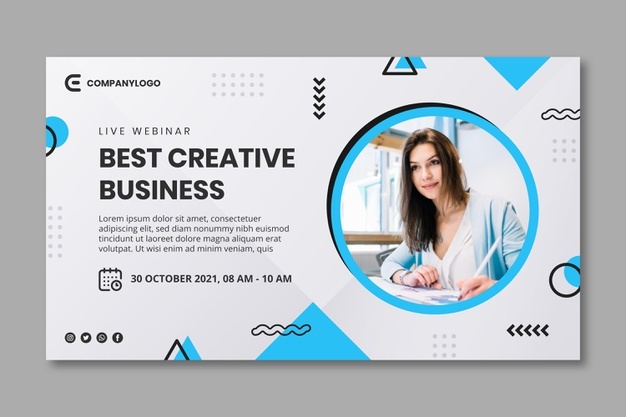 COMPANYLOGO
LIVE WEBINAR
BEST CREATIVE
BUSINESS
Lorem ipsum dolor sit amet, consectetuer
adipiscing elit, sed diam nonummy nibh euismod
tincidunt ut laoreet dolore magna aliquam erat
volutpat. Ut wisi enim ad minim veniam, quis
30 OCTOBER 2021, 08 AM - 10 AM